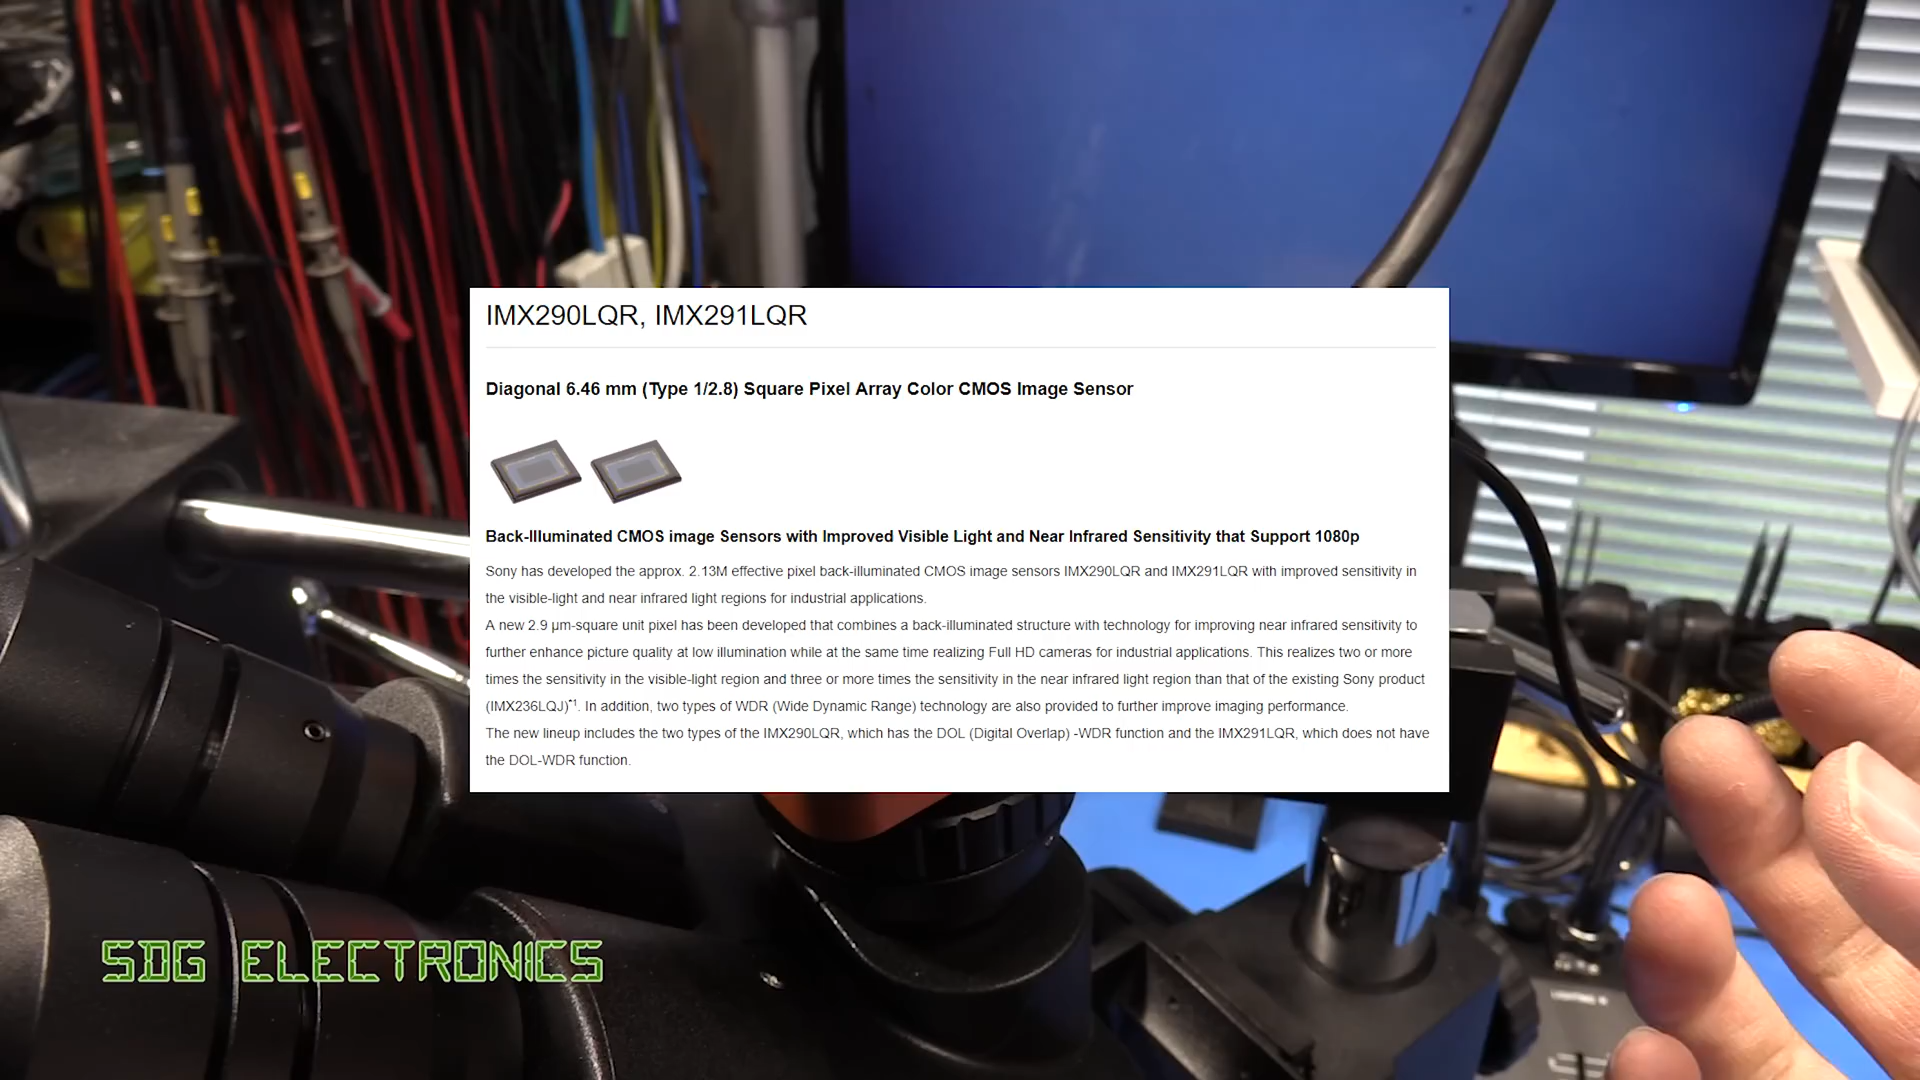 IMX290LQR, IMX291LQR
Diagonal 6.46 mm (Type 1/2.8) Square Pixel Array Color CMOS Image Sensor
Back-Illuminated CMOS image Sensors with Improved Visible Light and Near Infrared Sensitivity that Support 1080p
Sony has developed the approx. 2.13M effective pixel back-illuminated CMOS image sensors IMX290LQR and IMX291LQR with improved sensitivity in
the visible-light and near infrared light regions for industrial applications.
A new 2.9 µm-square unit pixel has been developed that combines a back-illuminated structure with technology for improving near infrared sensitivity to
further enhance picture quality at low illumination while at the same time realizing Full HD cameras for industrial applications. This realizes two or more
times the sensitivity in the visible-light region and three or more times the sensitivity in the near infrared light region than that of the existing Sony product
(IMX236LQJ)*1. In addition, two types of WDR (Wide Dynamic Range) technology are also provided to further improve imaging performance.
The new lineup includes the two types of the IMX290LQR, which has the DOL (Digital Overlap) -WDR function and the IMX291LQR, which does not have
the DOL-WDR function.
SDG ELECTRONICS